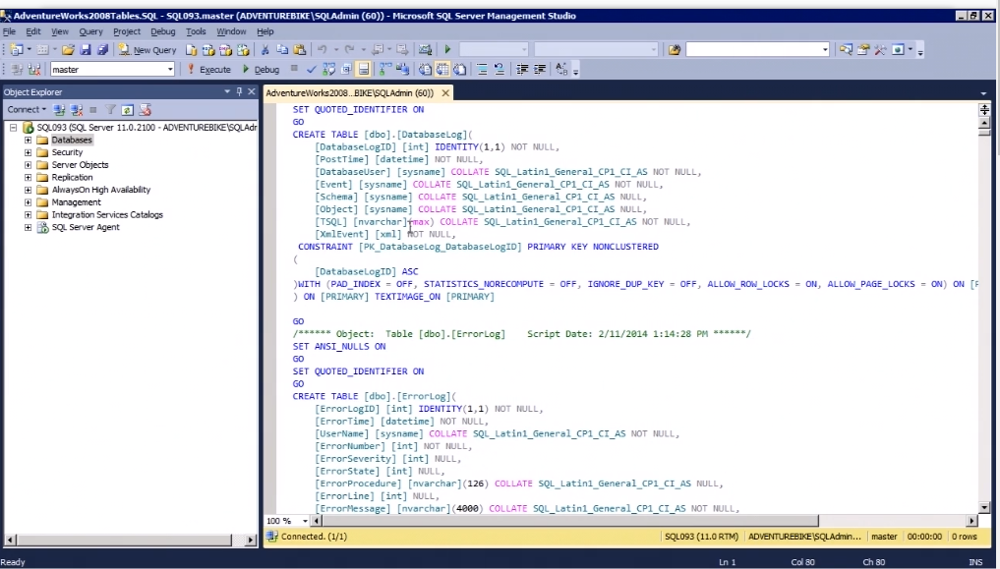 AdventureWorks2008Tables.SQL - SQL093.master (ADVENTUREBIKE\SQLAdmin (60)) - Microsoft SQL Server Management Studio
File Edit View Query Project Debug Tools Window Help
New Query
master Execute Debug
Object Explorer
Connect
SQL093 (SQL Server 11.0.2100 - ADVENTUREBIKE\SQLAdr
Databases
Security
Server Objects
Replication
AlwaysOn High Availability
Management
Integration Services Catalogs
SQL Server Agent
AdventureWorks2008...BIKE\SQLAdmin (60))
SET QUOTED_IDENTIFIER ON
GO
CREATE TABLE [dbo].[DatabaseLog](
[DatabaseLogID] [int] IDENTITY(1,1) NOT NULL,
[PostTime] [datetime] NOT NULL,
[DatabaseUser] [sysname] COLLATE SQL_Latin1_General_CP1_CI_AS NOT NULL,
[Event] [sysname] COLLATE SQL_Latin1_General_CP1_CI_AS NOT NULL,
[Schema] [sysname] COLLATE SQL_Latin1_General_CP1_CI_AS NULL,
[Object] [sysname] COLLATE SQL_Latin1_General_CP1_CI_AS NULL,
[TSQL] [nvarchar](max) COLLATE SQL_Latin1_General_CP1_CI_AS NOT NULL,
[XmlEvent] [xml] NOT NULL,
CONSTRAINT [PK_DatabaseLog_DatabaseLogID] PRIMARY KEY NONCLUSTERED
(
[DatabaseLogID] ASC
)WITH (PAD_INDEX = OFF, STATISTICS_NORECOMPUTE = OFF, IGNORE_DUP_KEY = OFF, ALLOW_ROW_LOCKS = ON, ALLOW_PAGE_LOCKS = ON) ON [P
) ON [PRIMARY] TEXTIMAGE_ON [PRIMARY]
GO
/****** Object:  Table [dbo].[ErrorLog]    Script Date: 2/11/2014 1:14:28 PM ******/
SET ANSI_NULLS ON
GO
SET QUOTED_IDENTIFIER ON
GO
CREATE TABLE [dbo].[ErrorLog](
[ErrorLogID] [int] IDENTITY(1,1) NOT NULL,
[ErrorTime] [datetime] NOT NULL,
[UserName] [sysname] COLLATE SQL_Latin1_General_CP1_CI_AS NOT NULL,
[ErrorNumber] [int] NOT NULL,
[ErrorSeverity] [int] NULL,
[ErrorState] [int] NULL,
[ErrorProcedure] [nvarchar](126) COLLATE SQL_Latin1_General_CP1_CI_AS NULL,
[ErrorLine] [int] NULL,
[ErrorMessage] [nvarchar](4000) COLLATE SQL_Latin1_General_CP1_CI_AS NOT NULL,
100 %
Connected. (1/1) SQL093 (11.0 RTM) ADVENTUREBIKE\SQLAdmin... master 00:00:00 0 rows
Ready Ln 1 Col 80 Ch 80 INS